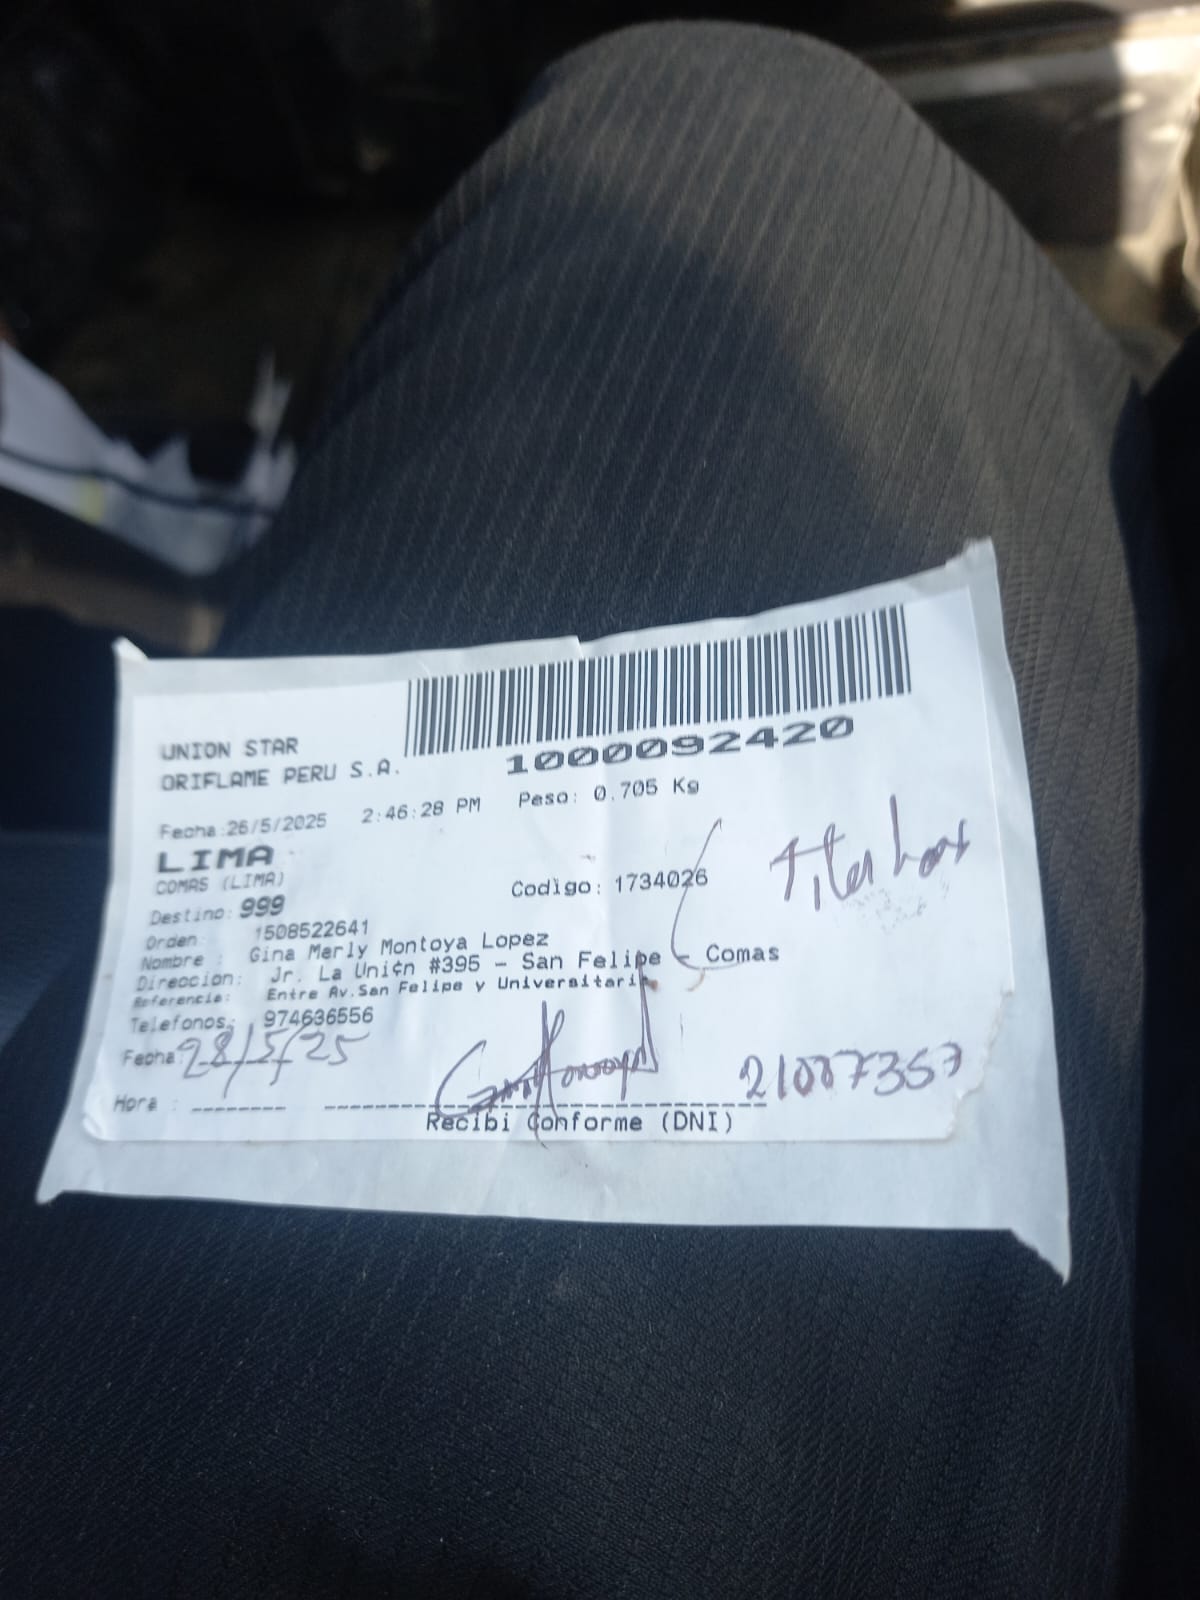 UNION STAR
ORIFLAME PERU S.A.
1000092420
Fecha:26/5/2025 2:46:28 PM Peso: 0.705 Kg
LIMA
COMAS (LIMA)
Codigo: 1734026
Destino: 999
Orden: 1508522641
Nombre : Gina Merly Montoya Lopez
Direccion: Jr. La Uni¢n #395 - San Felipe - Comas
Referencia: Entre Av.San Felipe y Universitaria
Telefonos: 974636556
Fecha 28/5/25
21087357
Hora :
Recibi Conforme (DNI)